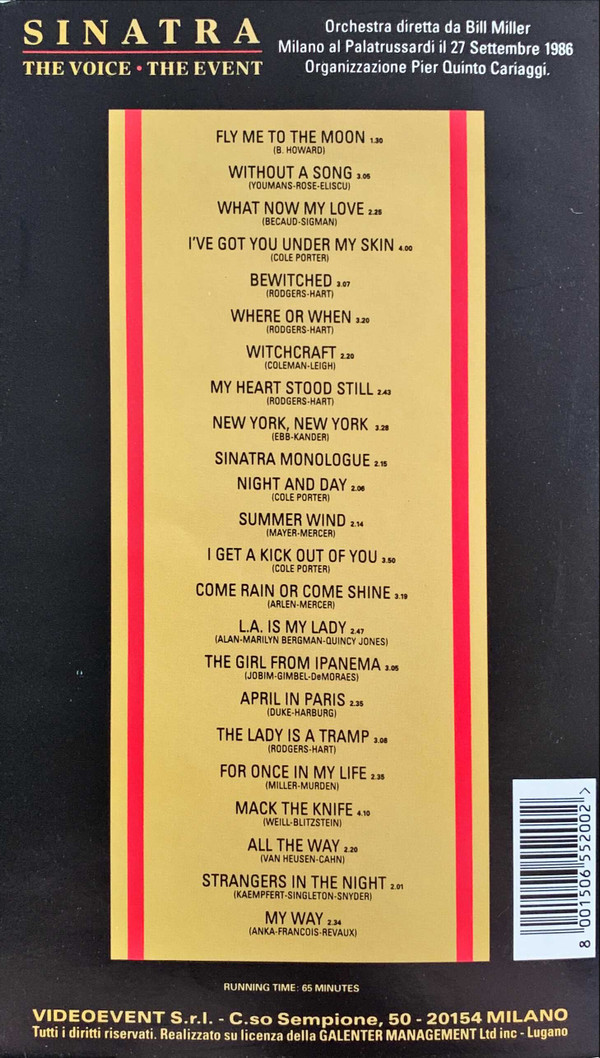 SINATRA
THE VOICE • THE EVENT
Orchestra diretta da Bill Miller
Milano al Palatrussardi il 27 Settembre 1986
Organizzazione Pier Quinto Cariaggi.
FLY ME TO THE MOON 1.30
(B. HOWARD)
WITHOUT A SONG 3.05
(YOUMANS-ROSE-ELISCU)
WHAT NOW MY LOVE 2.25
(BECAUD-SIGMAN)
I'VE GOT YOU UNDER MY SKIN 4.00
(COLE PORTER)
BEWITCHED 3.07
(RODGERS-HART)
WHERE OR WHEN 3.20
(RODGERS-HART)
WITCHCRAFT 2.20
(COLEMAN-LEIGH)
MY HEART STOOD STILL 2.43
(RODGERS-HART)
NEW YORK, NEW YORK 3.28
(EBB-KANDER)
SINATRA MONOLOGUE 2.15
NIGHT AND DAY 2.06
(COLE PORTER)
SUMMER WIND 2.14
(MAYER-MERCER)
I GET A KICK OUT OF YOU 3.50
(COLE PORTER)
COME RAIN OR COME SHINE 3.19
(ARLEN-MERCER)
L.A. IS MY LADY 2.47
(ALAN-MARILYN BERGMAN-QUINCY JONES)
THE GIRL FROM IPANEMA 3.05
(JOBIM-GIMBEL-DeMORAES)
APRIL IN PARIS 2.35
(DUKE-HARBURG)
THE LADY IS A TRAMP 3.08
(RODGERS-HART)
FOR ONCE IN MY LIFE 2.35
(MILLER-MURDEN)
MACK THE KNIFE 4.10
(WEILL-BLITZSTEIN)
ALL THE WAY 2.20
(VAN HEUSEN-CAHN)
STRANGERS IN THE NIGHT 2.01
(KAEMPFERT-SINGLETON-SNYDER)
MY WAY 2.34
(ANKA-FRANCOIS-REVAUX)
8 001506 552002 >
RUNNING TIME: 65 MINUTES
VIDEOEVENT S.r.l. - C.so Sempione, 50 - 20154 MILANO
Tutti i diritti riservati. Realizzato su licenza della GALENTER MANAGEMENT Ltd inc - Lugano